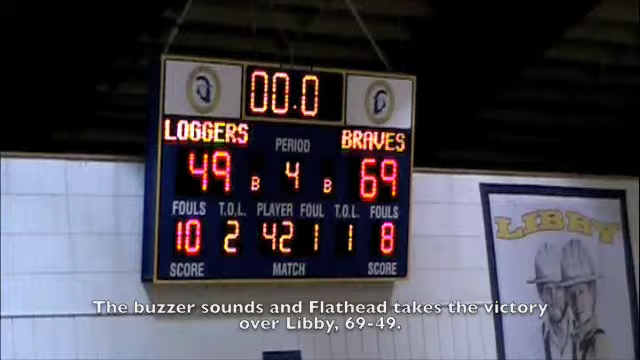 00.0
LOGGERS BRAVES
PERIOD
49 B 4 B 69
FOULS T.O.L. PLAYER FOUL T.O.L. FOULS
10 2 42 1 1 8
SCORE MATCH SCORE
LIBBY
The buzzer sounds and Flathead takes the victory
over Libby, 69-49.